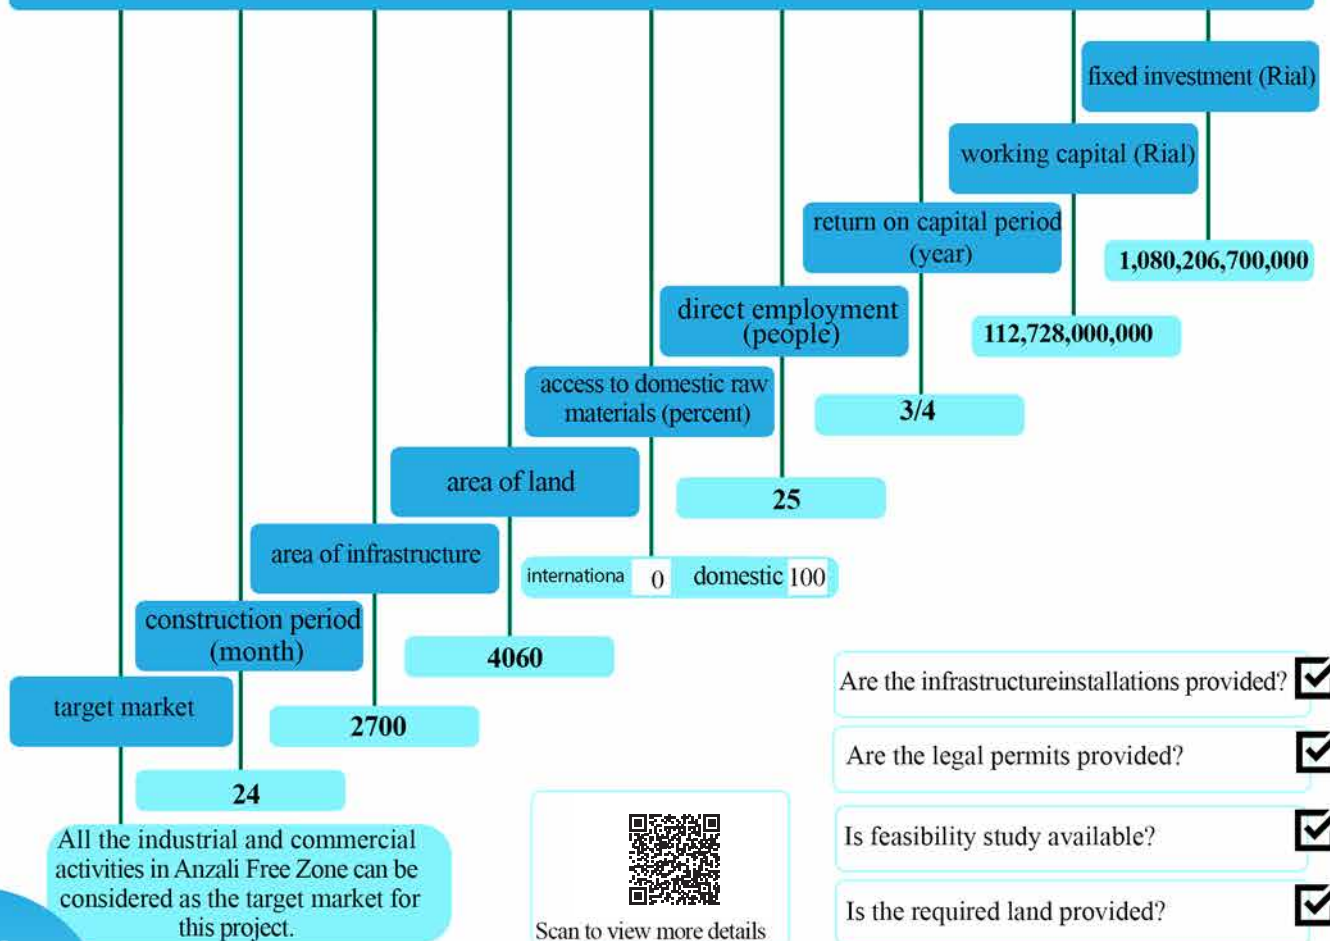 fixed investment (Rial)
1,080,206,700,000
working capital (Rial)
112,728,000,000
return on capital period
(year)
3/4
direct employment
(people)
25
access to domestic raw
materials (percent)
internationa 0 domestic 100
area of land
4060
area of infrastructure
2700
construction period
(month)
24
target market
All the industrial and commercial
activities in Anzali Free Zone can be
considered as the target market for
this project.
Scan to view more details
Are the infrastructureinstallations provided?
Are the legal permits provided?
Is feasibility study available?
Is the required land provided?